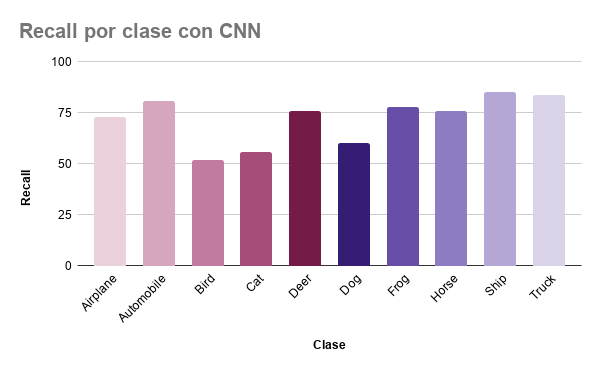 Recall por clase con CNN
100
75
50
25
0
Recall
Airplane
Automobile
Bird
Cat
Deer
Dog
Frog
Horse
Ship
Truck
Clase